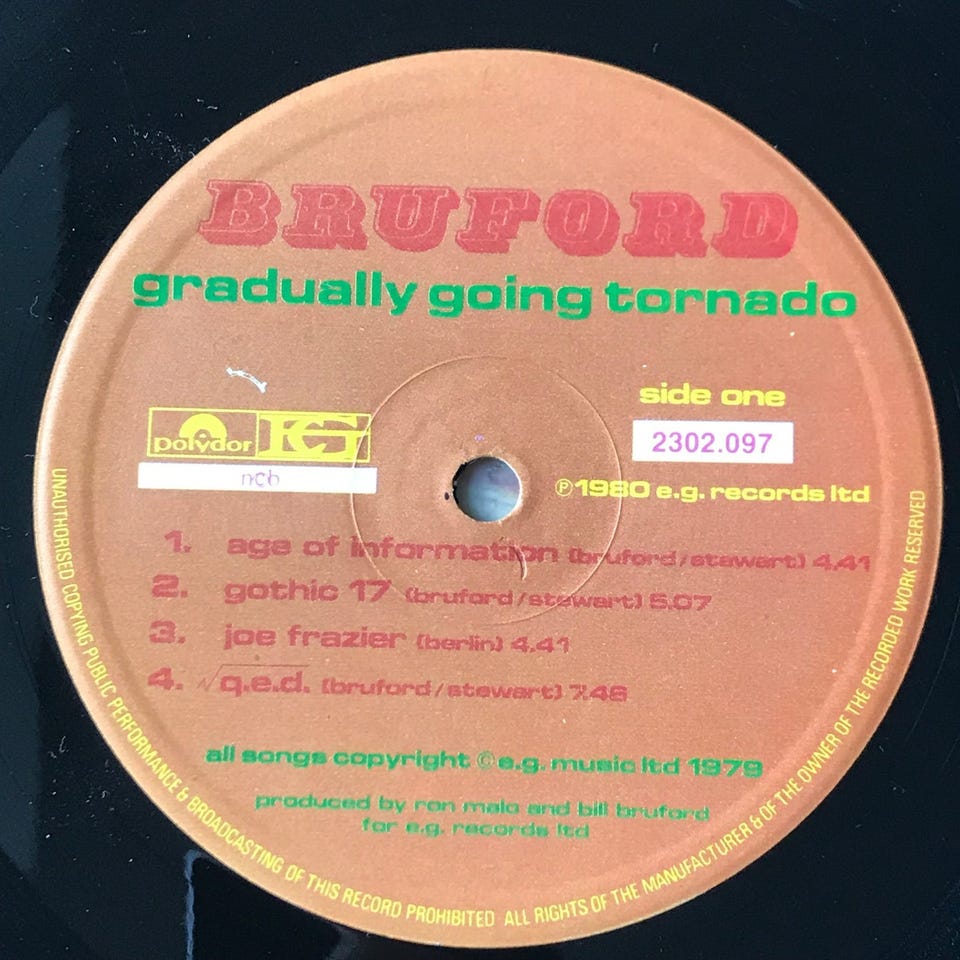 BRUFORD
gradually going tornado
side one
polydor EG
2302.097
ncb
℗1980 e.g. records ltd
1. age of information (bruford/stewart) 4.41
2. gothic 17 (bruford/stewart) 5.07
3. joe frazier (berlin) 4.41
4. √q.e.d. (bruford/stewart) 7.46
all songs copyright © e.g. music ltd 1979
produced by ron malo and bill bruford
for e.g. records ltd
UNAUTHORISED COPYING PUBLIC PERFORMANCE & BROADCASTING OF THIS RECORD PROHIBITED ALL RIGHTS OF THE MANUFACTURER & OF THE OWNER OF THE RECORDED WORK RESERVED